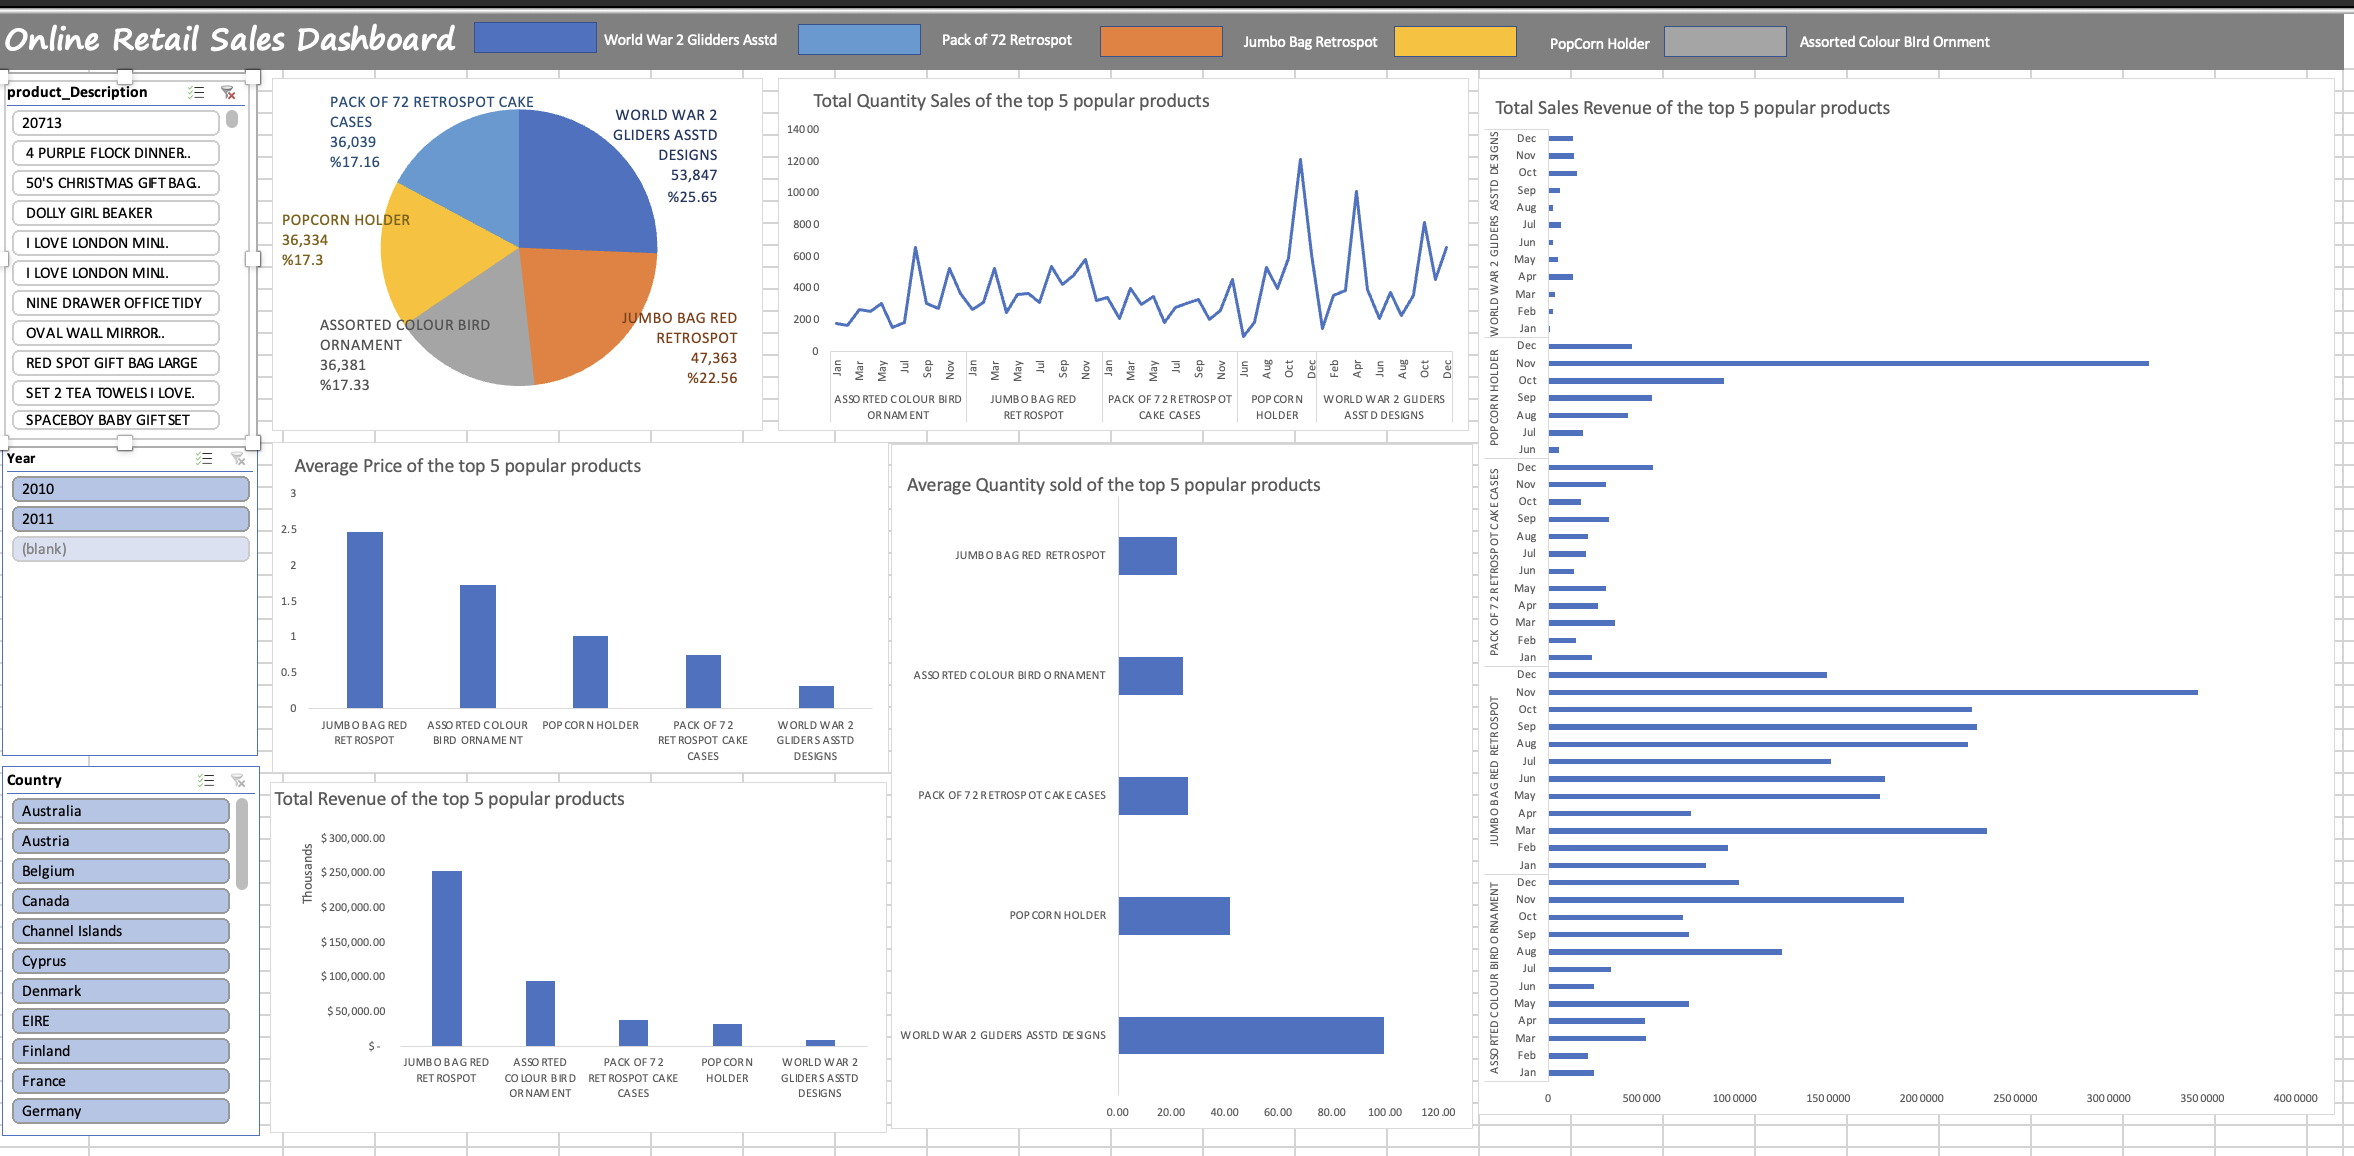 Online Retail Sales Dashboard
World War 2 Glidders Asstd
Pack of 72 Retrospot
Jumbo Bag Retrospot
PopCorn Holder
Assorted Colour BIrd Ornment
product_Description
20713
4 PURPLE FLOCK DINNER..
50'S CHRISTMAS GIFT BAG..
DOLLY GIRL BEAKER
I LOVE LONDON MINI..
I LOVE LONDON MINI..
NINE DRAWER OFFICE TIDY
OVAL WALL MIRROR..
RED SPOT GIFT BAG LARGE
SET 2 TEA TOWELS I LOVE.
SPACEBOY BABY GIFT SET
Year
2010
2011
(blank)
Country
Australia
Austria
Belgium
Canada
Channel Islands
Cyprus
Denmark
EIRE
Finland
France
Germany
PACK OF 72 RETROSPOT CAKE
CASES
36,039
%17.16
WORLD WAR 2
GLIDERS ASSTD
DESIGNS
53,847
%25.65
POPCORN HOLDER
36,334
%17.3
ASSORTED COLOUR BIRD
ORNAMENT
36,381
%17.33
JUMBO BAG RED
RETROSPOT
47,363
%22.56
Total Quantity Sales of the top 5 popular products
14000
12000
10000
8000
6000
4000
2000
0
Jan Mar May Jul Sep Nov Jan Mar May Jul Sep Nov Jan Mar May Jul Sep Nov Jun Aug Oct Dec Feb Apr Jun Aug Oct Dec
ASSORTED COLOUR BIRD
ORNAMENT
JUMBO BAG RED
RETROSPOT
PACK OF 72 RETROSPOT
CAKE CASES
POPCORN
HOLDER
WORLD WAR 2 GLIDERS
ASSTD DESIGNS
Average Price of the top 5 popular products
3
2.5
2
1.5
1
0.5
0
JUMBO BAG RED
RETROSPOT
ASSORTED COLOUR
BIRD ORNAMENT
POPCORN HOLDER
PACK OF 72
RETROSPOT CAKE
CASES
WORLD WAR 2
GLIDERS ASSTD
DESIGNS
Total Revenue of the top 5 popular products
Thousands
$300,000.00
$250,000.00
$200,000.00
$150,000.00
$100,000.00
$50,000.00
$-
JUMBO BAG RED
RETROSPOT
ASSORTED
COLOUR BIRD
ORNAMENT
PACK OF 72
RETROSPOT CAKE
CASES
POPCORN
HOLDER
WORLD WAR 2
GLIDERS ASSTD
DESIGNS
Average Quantity sold of the top 5 popular products
JUMBO BAG RED RETROSPOT
ASSORTED COLOUR BIRD ORNAMENT
PACK OF 72 RETROSPOT CAKE CASES
POPCORN HOLDER
WORLD WAR 2 GLIDERS ASSTD DESIGNS
0.00 20.00 40.00 60.00 80.00 100.00 120.00
Total Sales Revenue of the top 5 popular products
WORLD WAR 2 GLIDERS ASSTD DESIGNS
Dec
Nov
Oct
Sep
Aug
Jul
Jun
May
Apr
Mar
Feb
Jan
POPCORN HOLDER
Dec
Nov
Oct
Sep
Aug
Jul
Jun
PACK OF 72 RETROSPOT CAKE CASES
Dec
Nov
Oct
Sep
Aug
Jul
Jun
May
Apr
Mar
Feb
Jan
JUMBO BAG RED RETROSPOT
Dec
Nov
Oct
Sep
Aug
Jul
Jun
May
Apr
Mar
Feb
Jan
ASSORTED COLOUR BIRD ORNAMENT
Dec
Nov
Oct
Sep
Aug
Jul
Jun
May
Apr
Mar
Feb
Jan
0 5000000 10000000 15000000 20000000 25000000 30000000 35000000 40000000